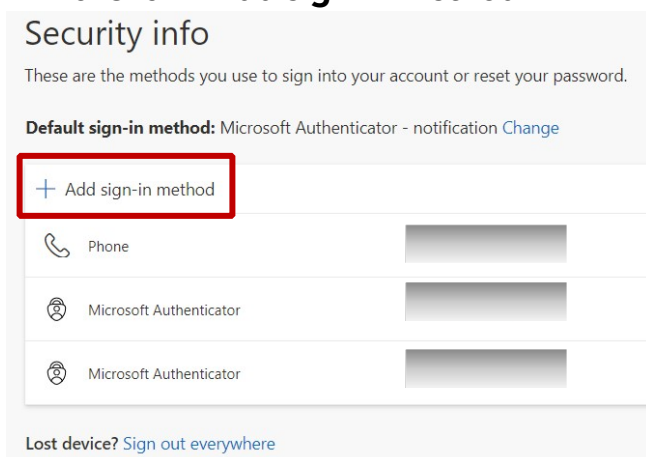 Security info
These are the methods you use to sign into your account or reset your password.
Default sign-in method: Microsoft Authenticator - notification Change
+ Add sign-in method
Phone
Microsoft Authenticator
Microsoft Authenticator
Lost device? Sign out everywhere